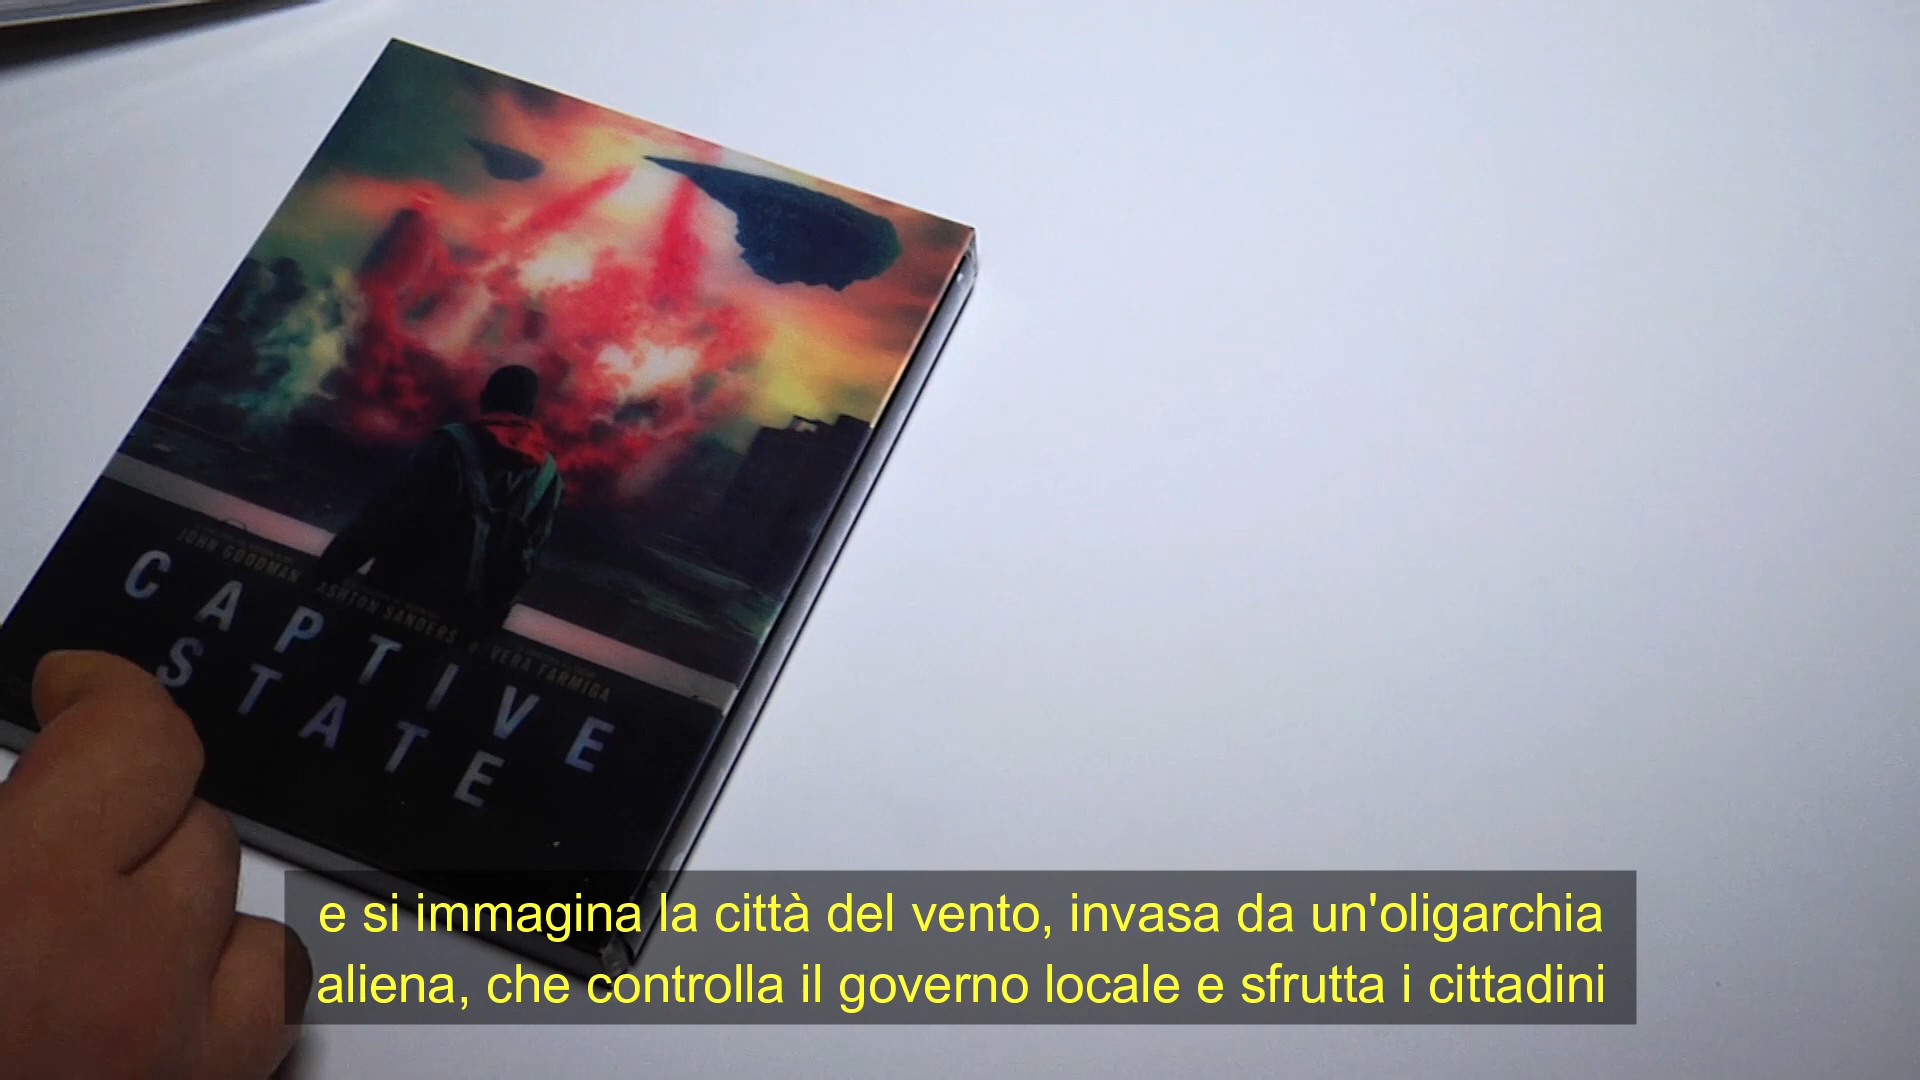 JOHN GOODMAN ASHTON SANDERS VERA FARMIGA
CAPTIVE
STATE
e si immagina la città del vento, invasa da un'oligarchia
aliena, che controlla il governo locale e sfrutta i cittadini